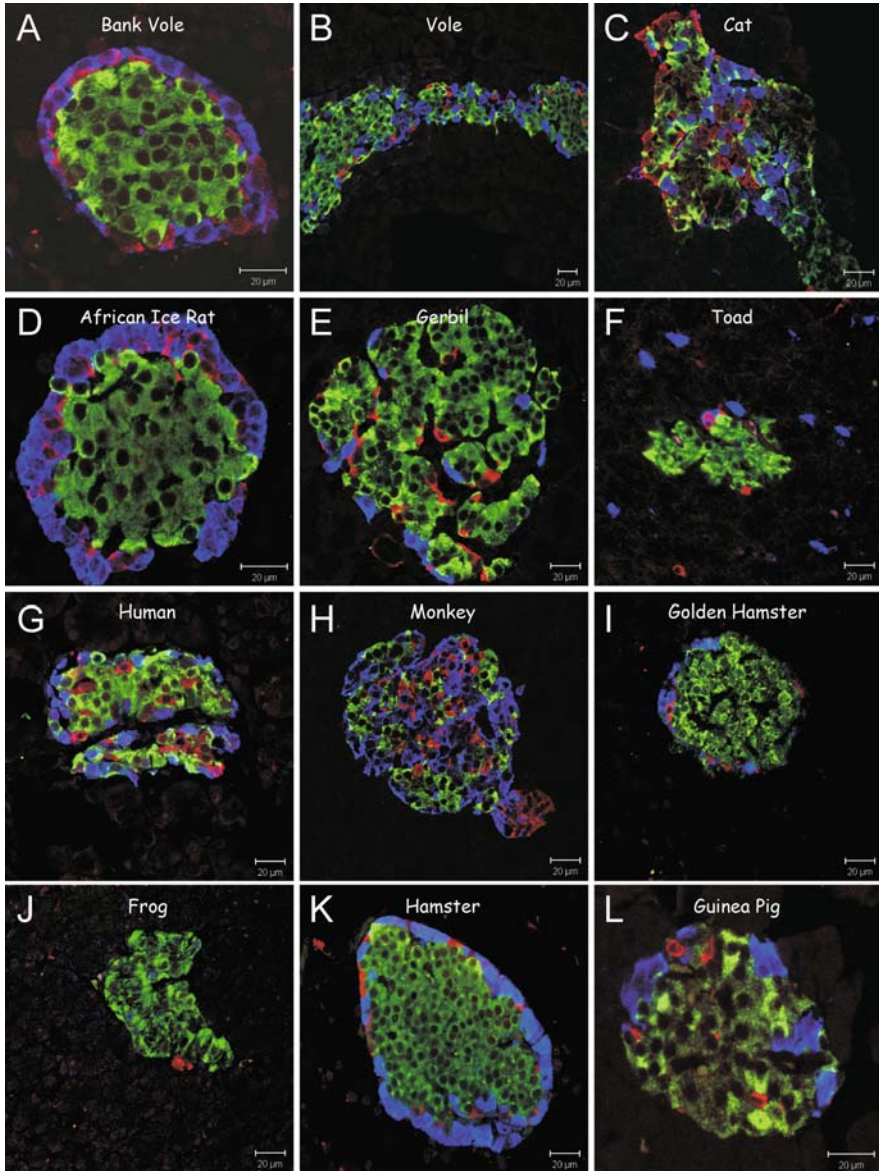 A Bank Vole
20 µm
B Vole
20 µm
C Cat
20 µm
D African Ice Rat
20 µm
E Gerbil
20 µm
F Toad
20 µm
G Human
20 µm
H Monkey
20 µm
I Golden Hamster
20 µm
J Frog
20 µm
K Hamster
20 µm
L Guinea Pig
20 µm